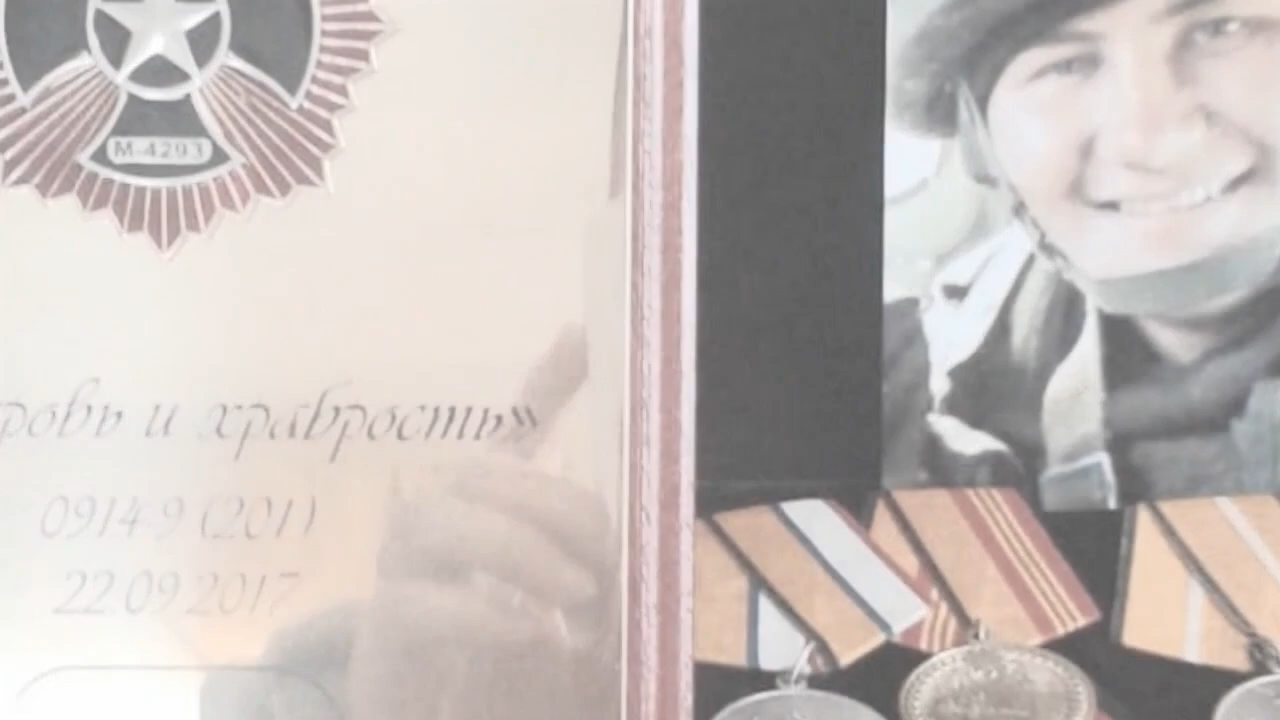 М-4293
ровь и храбрость»
0914-9 (201)
22.09.2017